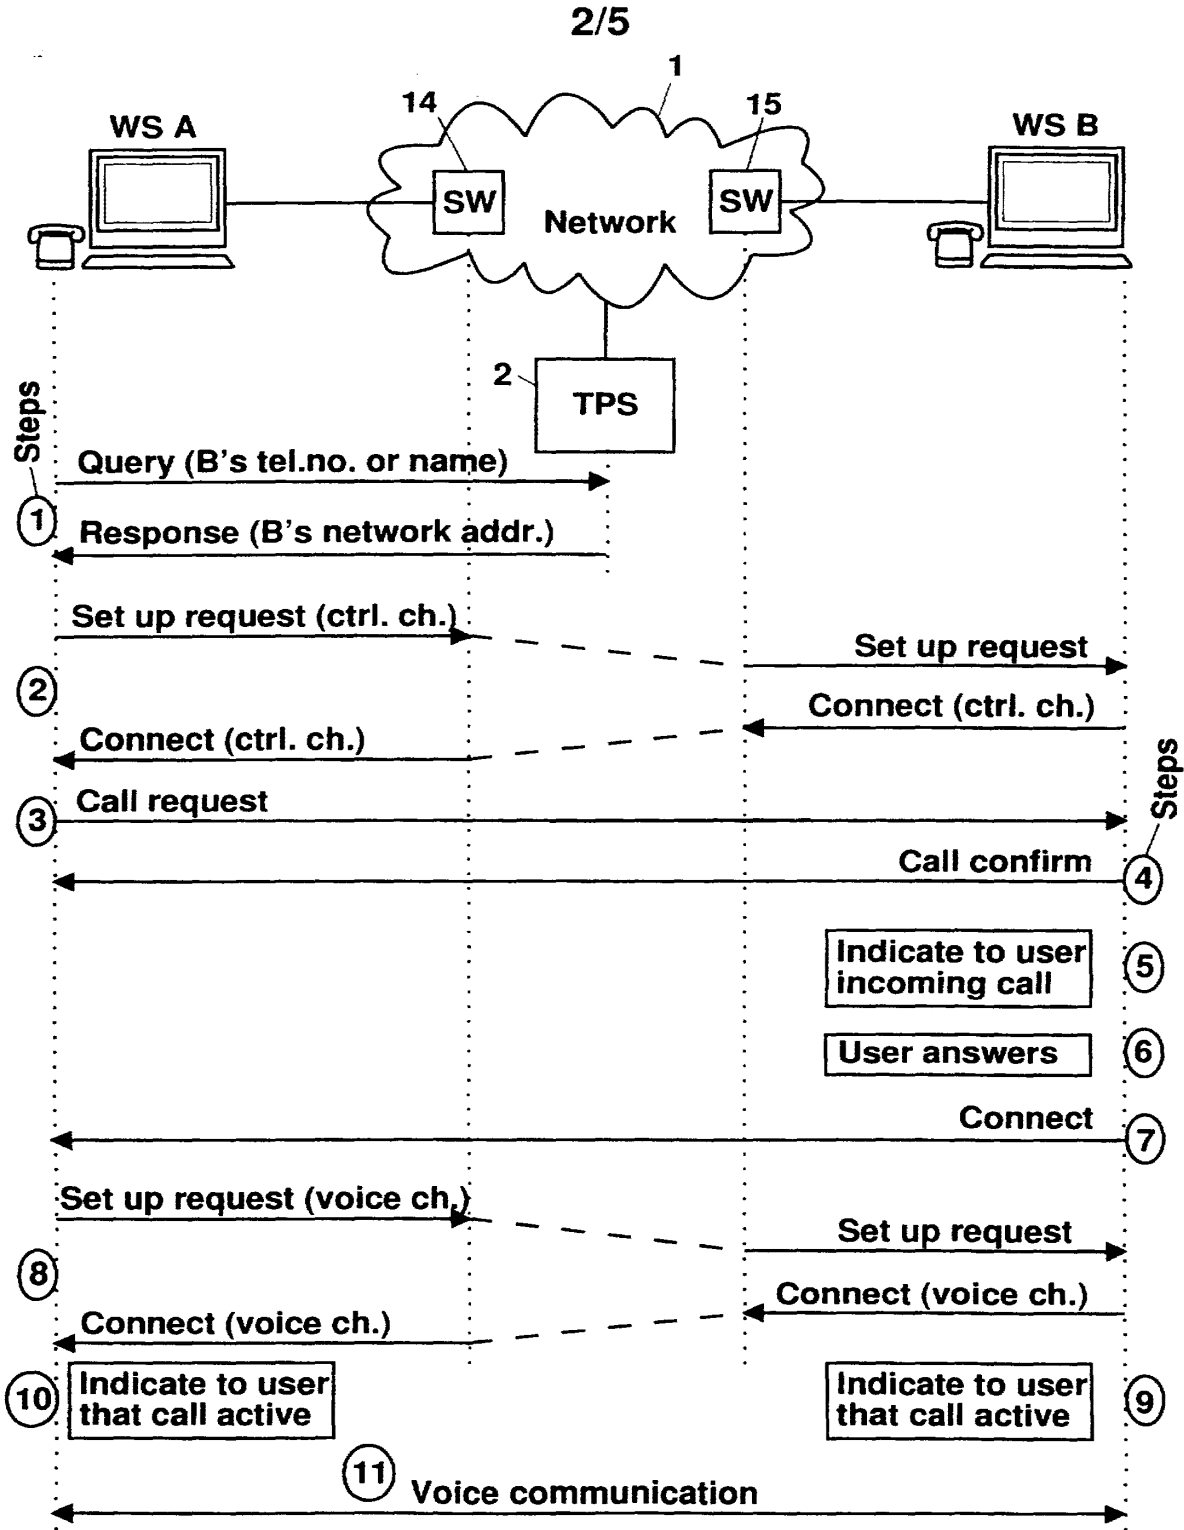 2/5
1
14
15
WS A
WS B
SW
SW
Network
2
TPS
Steps
Query (B's tel.no. or name)
1
Response (B's network addr.)
Set up request (ctrl. ch.)
Set up request
2
Connect (ctrl. ch.)
Connect (ctrl. ch.)
Steps
3
Call request
Call confirm
4
Indicate to user
incoming call
5
User answers
6
Connect
7
Set up request (voice ch.)
Set up request
8
Connect (voice ch.)
Connect (voice ch.)
10
Indicate to user
that call active
Indicate to user
that call active
9
11
Voice communication